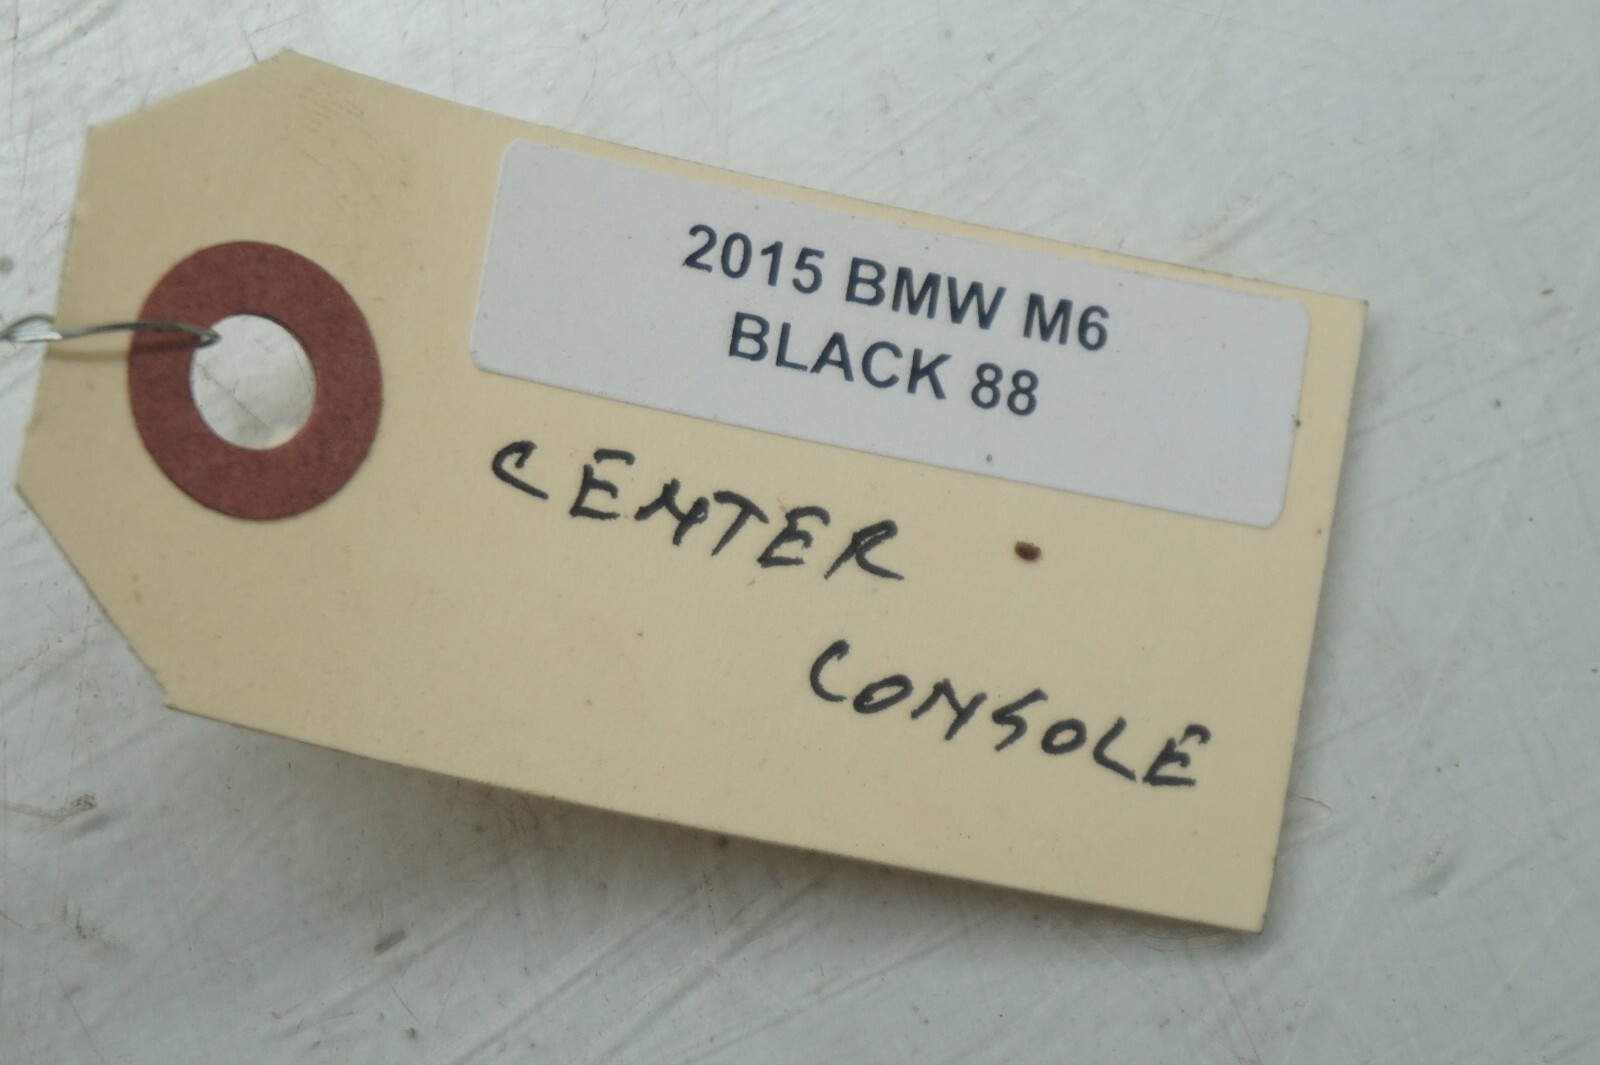 2015 BMW M6
BLACK 88
CENTER
CONSOLE